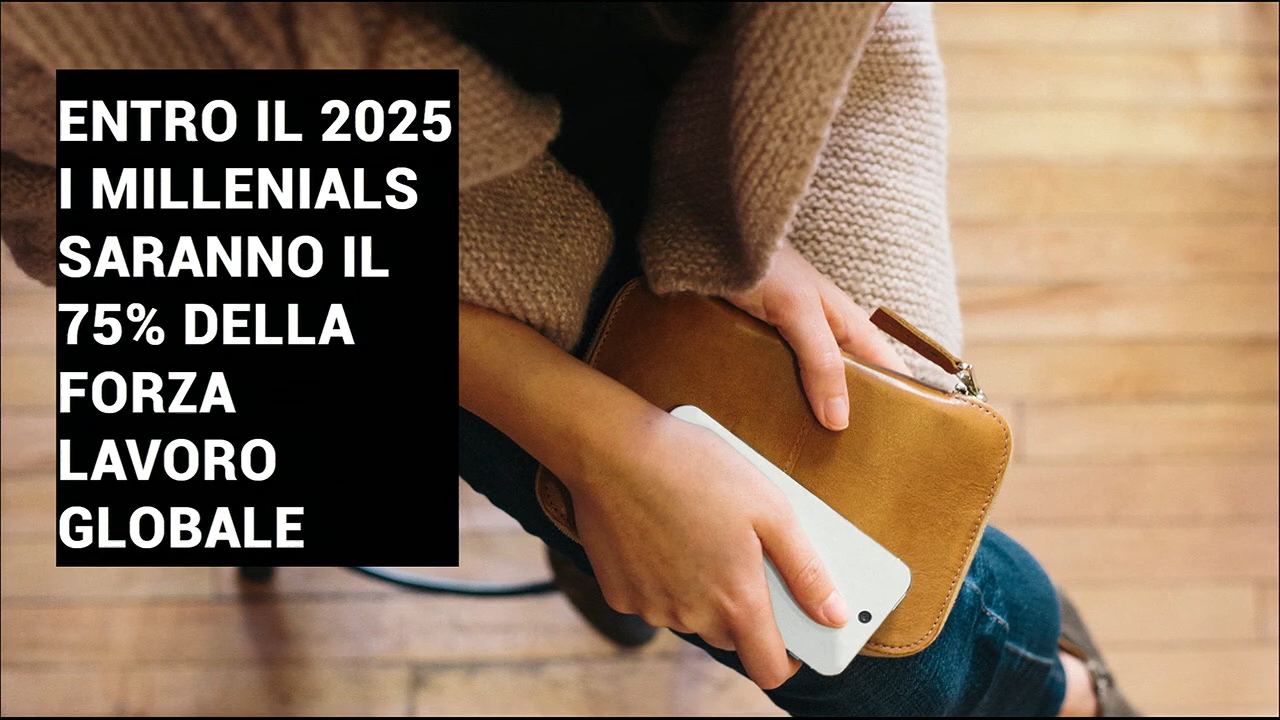 ENTRO IL 2025
I MILLENIALS
SARANNO IL
75% DELLA
FORZA
LAVORO
GLOBALE